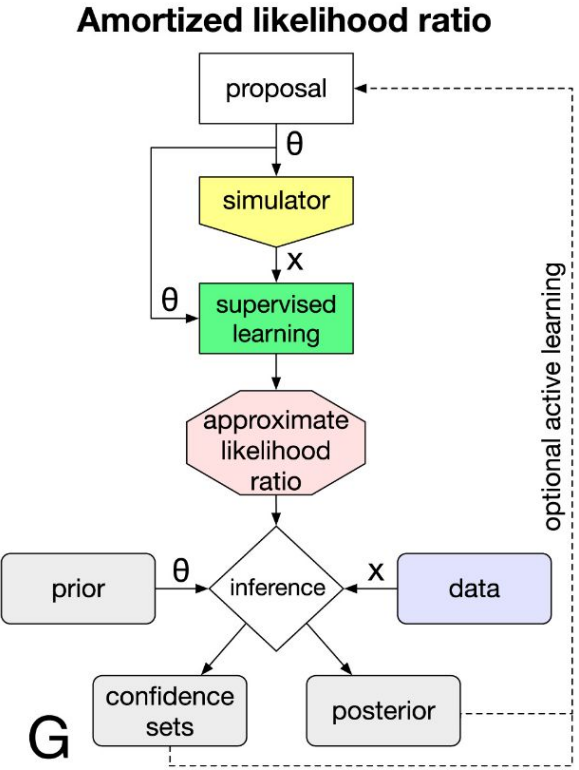 Amortized likelihood ratio
proposal
θ
simulator
x
θ
supervised
learning
approximate
likelihood
ratio
prior
θ
inference
x
data
confidence
sets
posterior
G
optional active learning